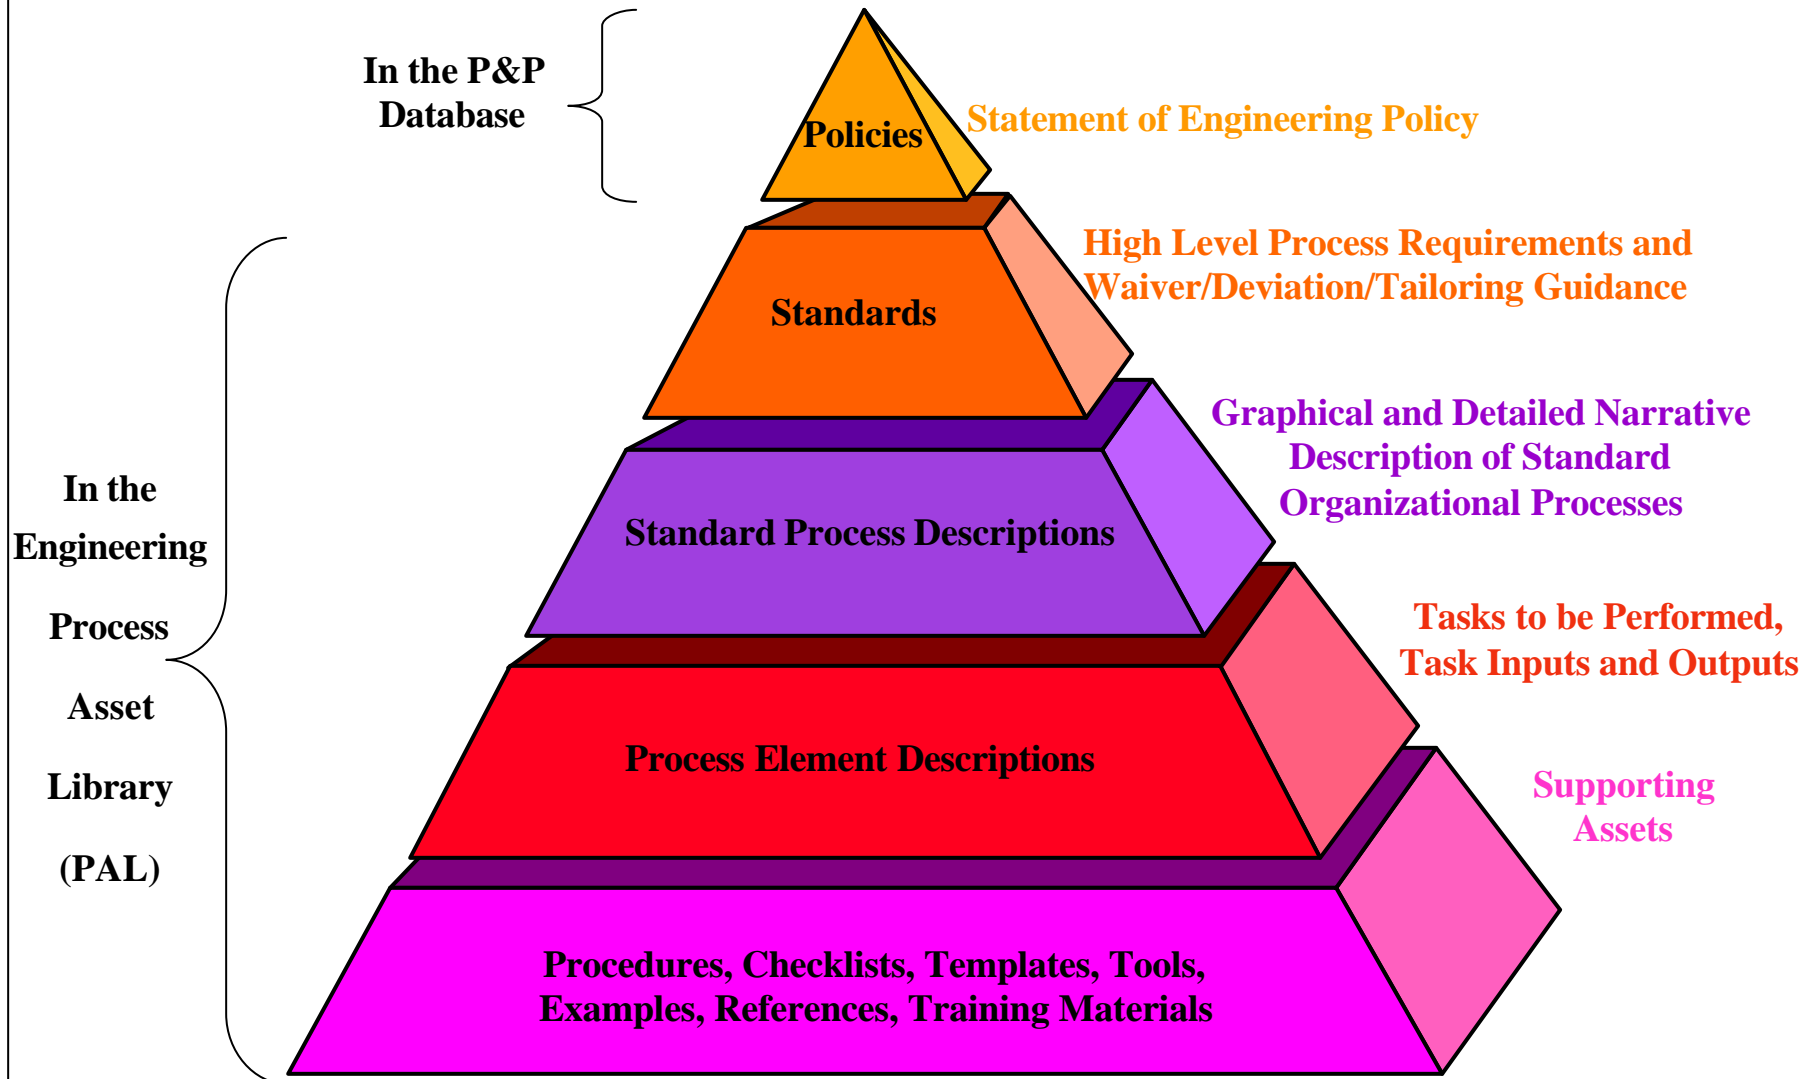 In the P&P
Database
Policies
Statement of Engineering Policy
High Level Process Requirements and
Waiver/Deviation/Tailoring Guidance
Standards
Graphical and Detailed Narrative
Description of Standard
Organizational Processes
Standard Process Descriptions
In the
Engineering
Process
Asset
Library
(PAL)
Tasks to be Performed,
Task Inputs and Outputs
Process Element Descriptions
Supporting
Assets
Procedures, Checklists, Templates, Tools,
Examples, References, Training Materials